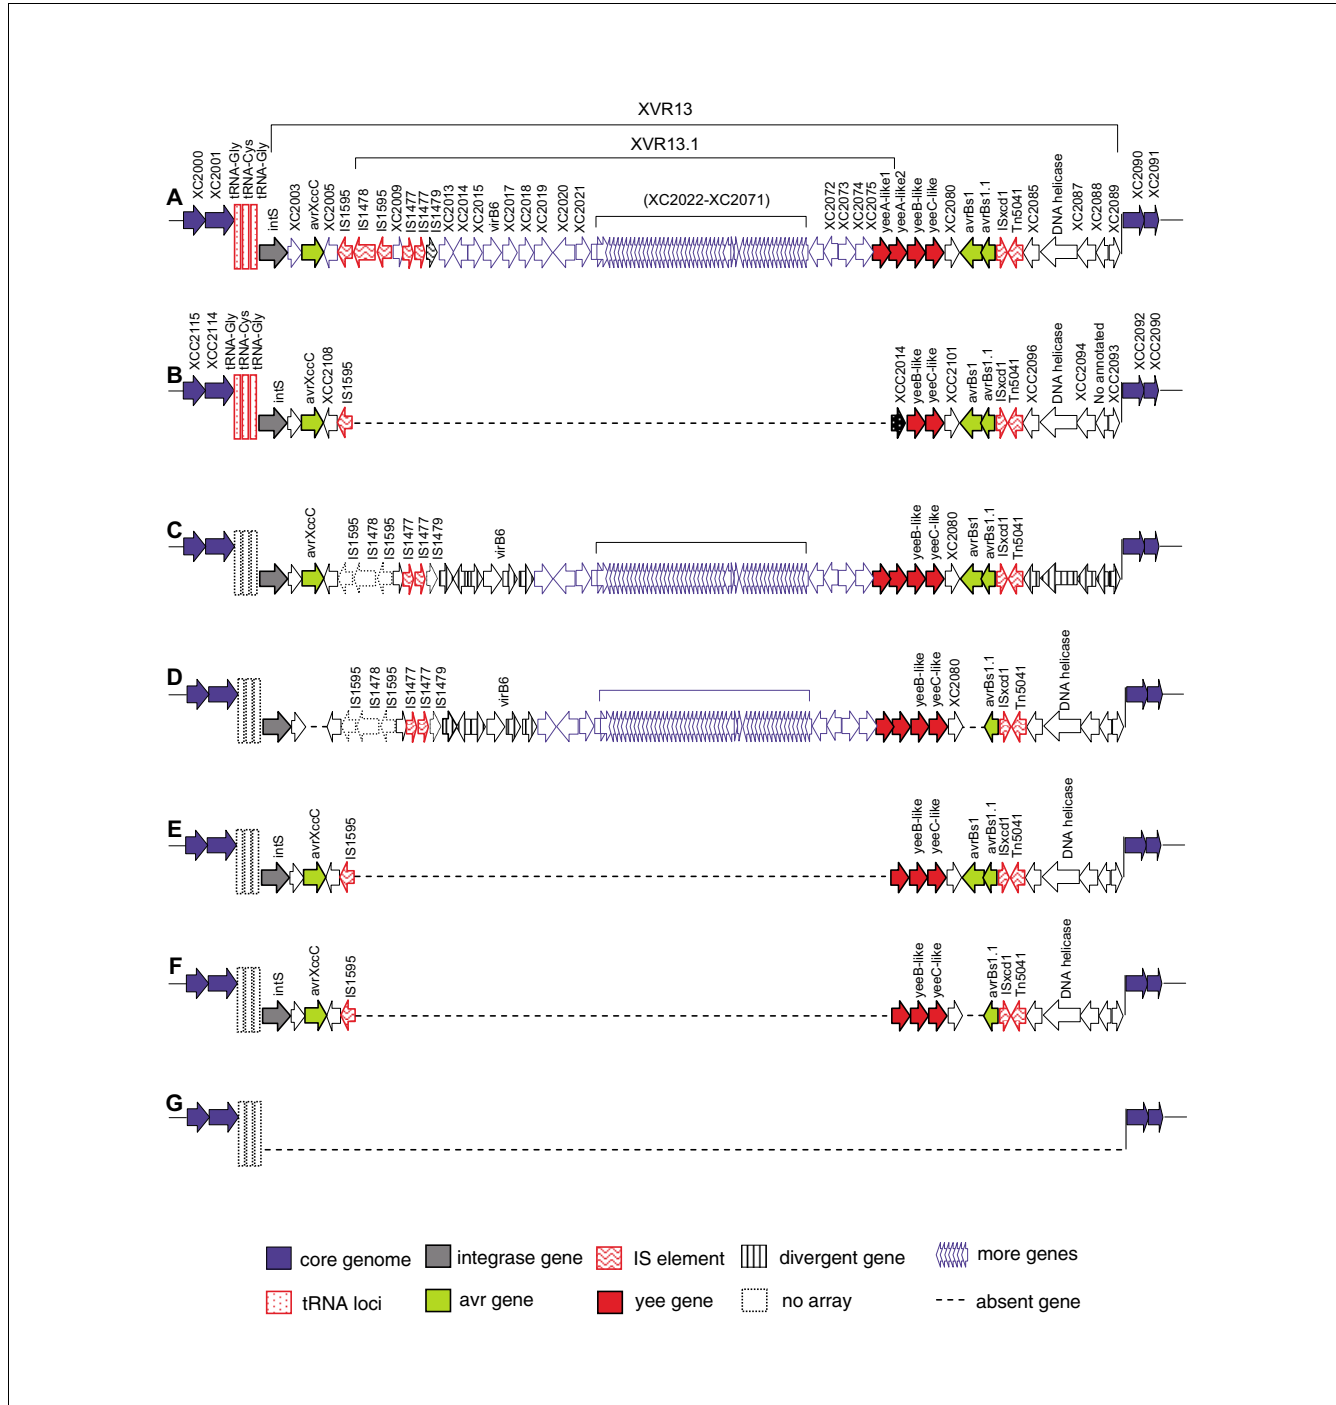 XVR13
XVR13.1
A
XC2000
XC2001
tRNA-Gly
tRNA-Cys
tRNA-Gly
intS
XC2003
avrXccC
XC2005
IS1595
IS1478
IS1595
XC2009
IS1477
IS1477
IS1479
XC2013
XC2014
XC2015
virB6
XC2017
XC2018
XC2019
XC2020
XC2021
(XC2022-XC2071)
XC2072
XC2073
XC2074
XC2075
yeeA-like1
yeeA-like2
yeeB-like
yeeC-like
XC2080
avrBs1
avrBs1.1
ISxcd1
Tn5041
XC2085
DNA helicase
XC2087
XC2088
XC2089
XC2090
XC2091
B
XCC2115
XCC2114
tRNA-Gly
tRNA-Cys
tRNA-Gly
intS
avrXccC
XCC2108
IS1595
XCC2014
yeeB-like
yeeC-like
XCC2101
avrBs1
avrBs1.1
ISxcd1
Tn5041
XCC2096
DNA helicase
XCC2094
No annotated
XCC2093
XCC2092
XCC2090
C
avrXccC
IS1595
IS1478
IS1595
IS1477
IS1477
IS1479
virB6
yeeB-like
yeeC-like
XC2080
avrBs1
avrBs1.1
ISxcd1
Tn5041
D
IS1595
IS1478
IS1595
IS1477
IS1477
IS1479
virB6
yeeB-like
yeeC-like
XC2080
avrBs1.1
ISxcd1
Tn5041
DNA helicase
E
intS
avrXccC
IS1595
yeeB-like
yeeC-like
avrBs1
avrBs1.1
ISxcd1
Tn5041
DNA helicase
F
intS
avrXccC
IS1595
yeeB-like
yeeC-like
avrBs1.1
ISxcd1
Tn5041
DNA helicase
G
core genome
integrase gene
IS element
divergent gene
more genes
tRNA loci
avr gene
yee gene
no array
absent gene